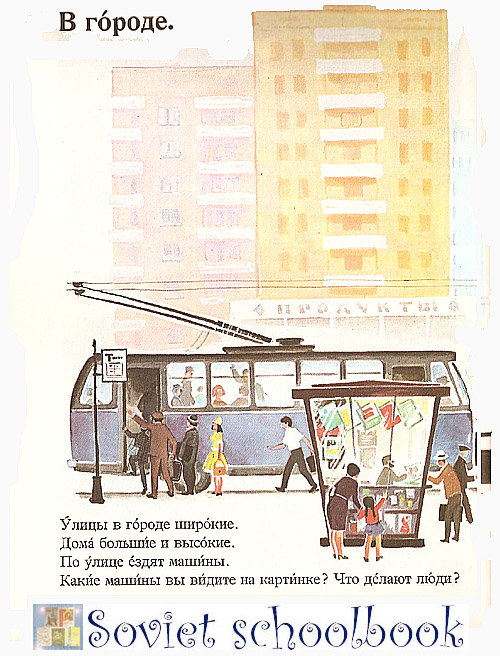 В го́роде.
ПРОДУКТЫ
У́лицы в го́роде широ́кие.
Дома́ больши́е и высо́кие.
По у́лице е́здят маши́ны.
Каки́е маши́ны вы ви́дите на карти́нке? Что де́лают лю́ди?
Soviet schoolbook